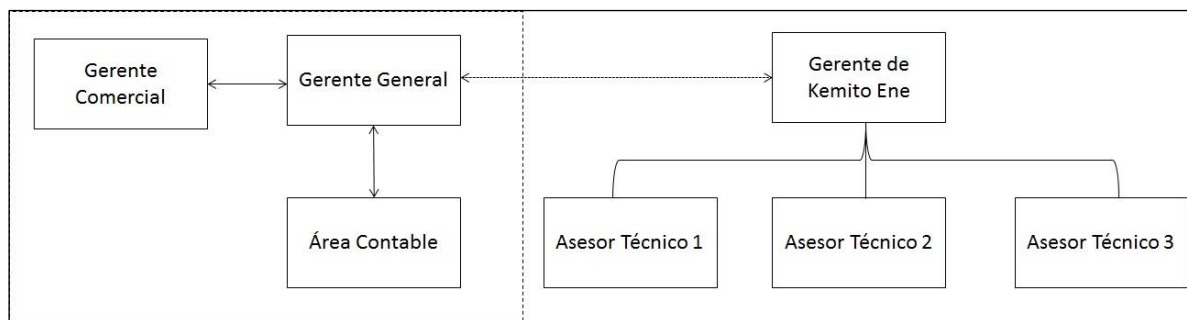 Gerente
Comercial
Gerente General
Gerente de
Kemito Ene
Área Contable
Asesor Técnico 1
Asesor Técnico 2
Asesor Técnico 3